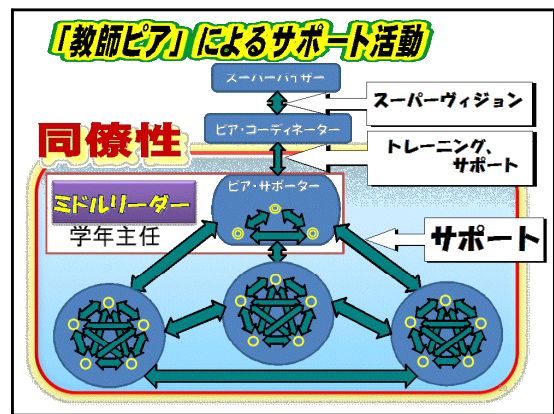 「教師ピア」によるサポート活動
スーパーバイザー
スーパーヴィジョン
ピア・コーディネーター
同僚性
トレーニング、
サポート
ピア・サポーター
ミドルリーダー
学年主任
サポート